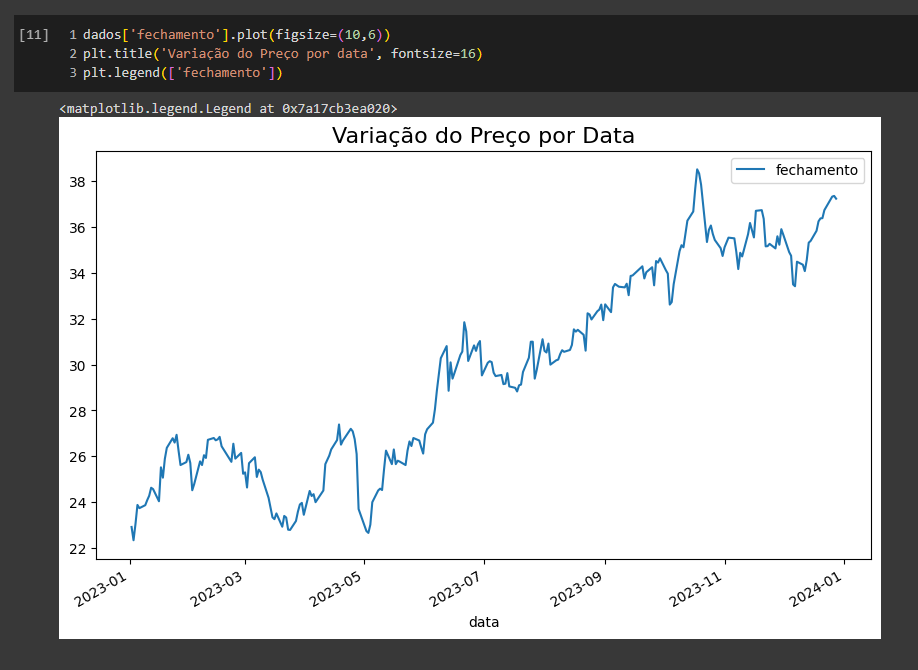 [11]
1 dados['fechamento'].plot(figsize=(10,6))
2 plt.title('Variação do Preço por data', fontsize=16)
3 plt.legend(['fechamento'])
<matplotlib.legend.Legend at 0x7a17cb3ea020>
Variação do Preço por Data
fechamento
38
36
34
32
30
28
26
24
22
2023-01
2023-03
2023-05
2023-07
2023-09
2023-11
2024-01
data